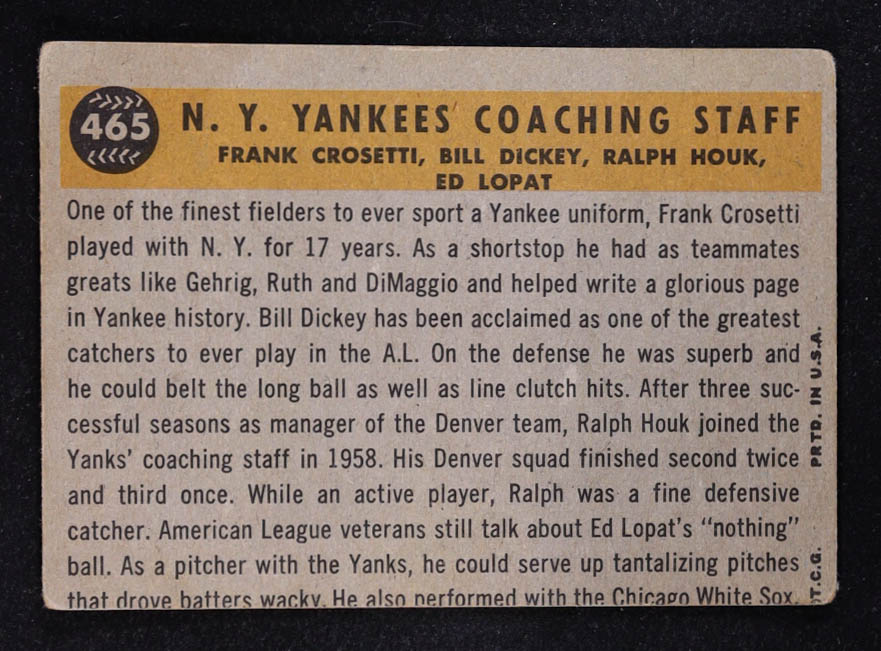 465
N. Y. YANKEES COACHING STAFF
FRANK CROSETTI, BILL DICKEY, RALPH HOUK,
ED LOPAT
One of the finest fielders to ever sport a Yankee uniform, Frank Crosetti
played with N. Y. for 17 years. As a shortstop he had as teammates
greats like Gehrig, Ruth and DiMaggio and helped write a glorious page
in Yankee history. Bill Dickey has been acclaimed as one of the greatest
catchers to ever play in the A.L. On the defense he was superb and
he could belt the long ball as well as line clutch hits. After three suc-
cessful seasons as manager of the Denver team, Ralph Houk joined the
Yanks' coaching staff in 1958. His Denver squad finished second twice
and third once. While an active player, Ralph was a fine defensive
catcher. American League veterans still talk about Ed Lopat's "nothing"
ball. As a pitcher with the Yanks, he could serve up tantalizing pitches
that drove batters wacky. He also performed with the Chicago White Sox.
T.C.G. PRTD. IN U.S.A.